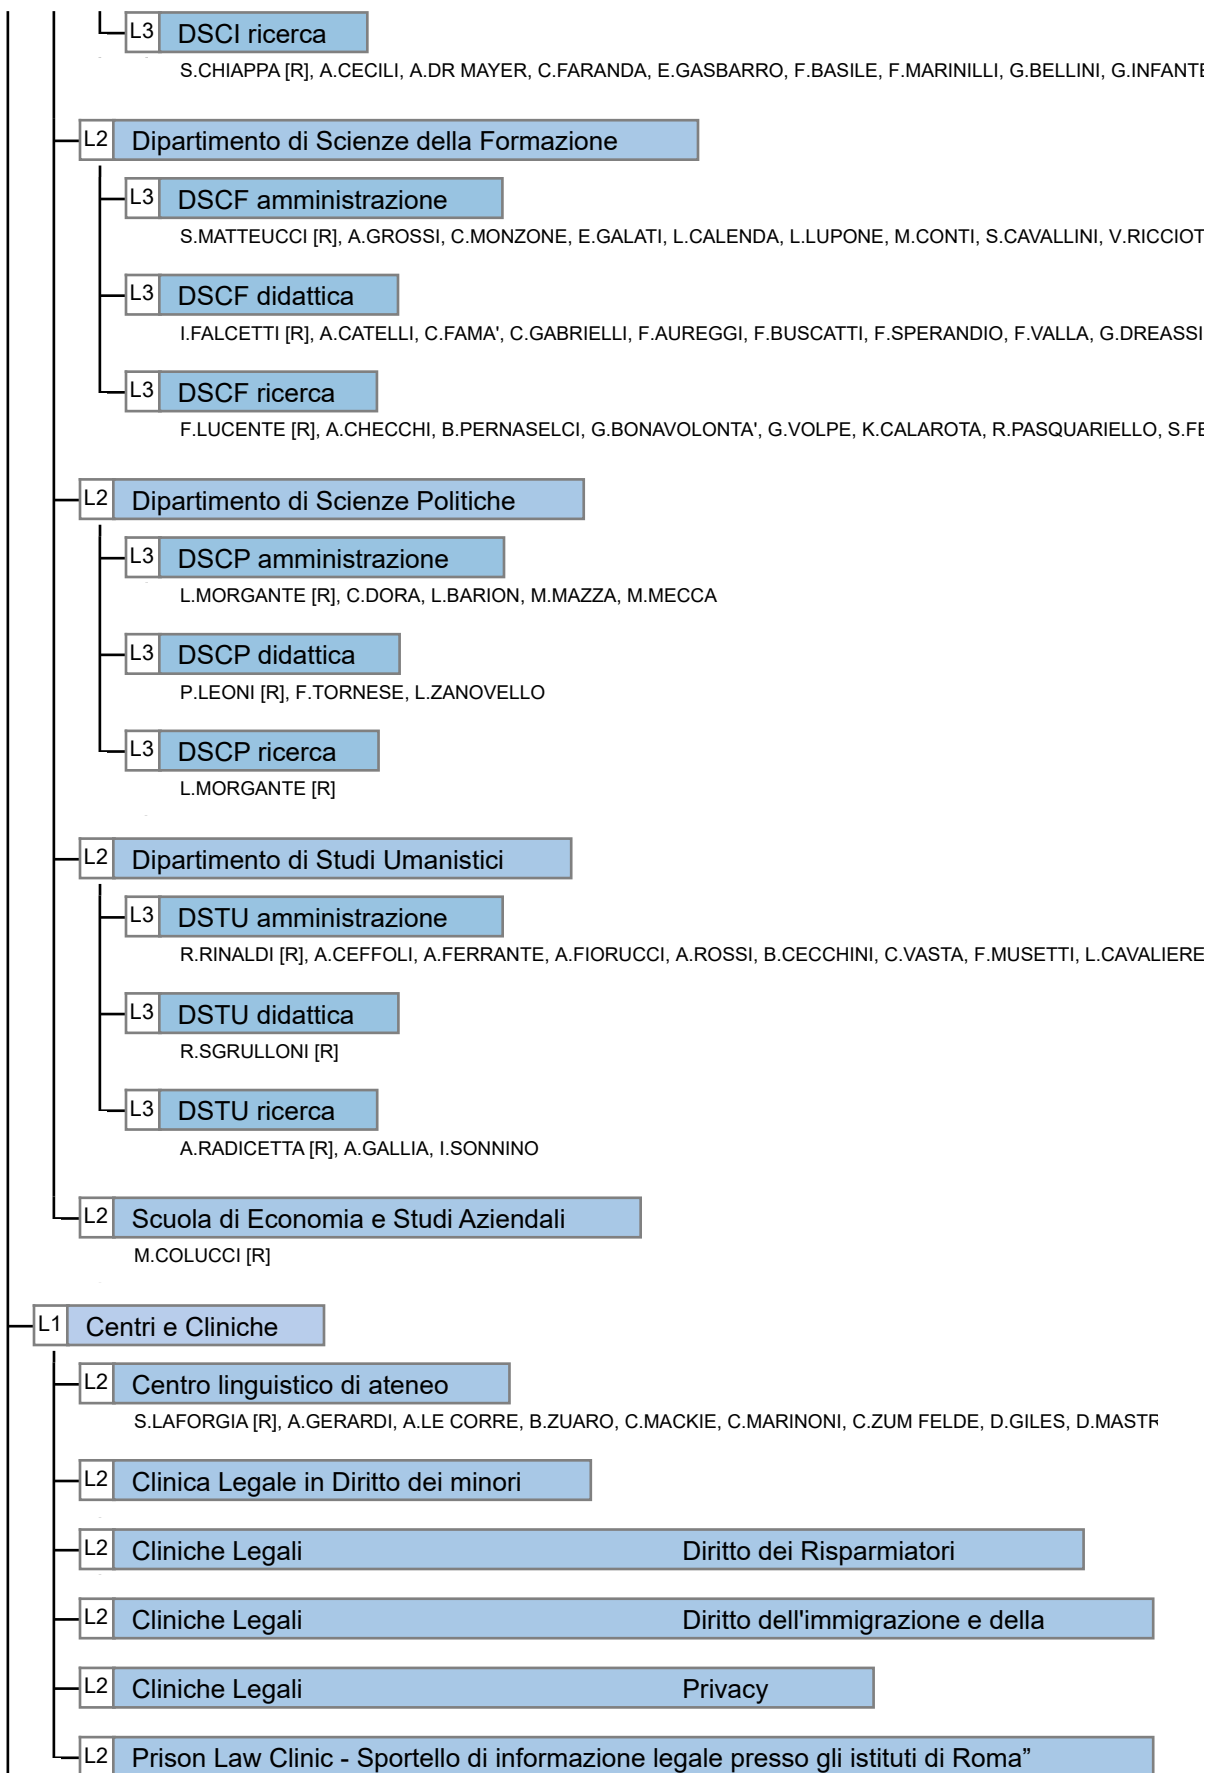 L3 DSCI ricerca
S.CHIAPPA [R], A.CECILI, A.DR MAYER, C.FARANDA, E.GASBARRO, F.BASILE, F.MARINILLI, G.BELLINI, G.INFANTE
L2 Dipartimento di Scienze della Formazione
L3 DSCF amministrazione
S.MATTEUCCI [R], A.GROSSI, C.MONZONE, E.GALATI, L.CALENDA, L.LUPONE, M.CONTI, S.CAVALLINI, V.RICCIOT
L3 DSCF didattica
I.FALCETTI [R], A.CATELLI, C.FAMA', C.GABRIELLI, F.AUREGGI, F.BUSCATTI, F.SPERANDIO, F.VALLA, G.DREASSI
L3 DSCF ricerca
F.LUCENTE [R], A.CHECCHI, B.PERNASELCI, G.BONAVOLONTA', G.VOLPE, K.CALAROTA, R.PASQUARIELLO, S.FE
L2 Dipartimento di Scienze Politiche
L3 DSCP amministrazione
L.MORGANTE [R], C.DORA, L.BARION, M.MAZZA, M.MECCA
L3 DSCP didattica
P.LEONI [R], F.TORNESE, L.ZANOVELLO
L3 DSCP ricerca
L.MORGANTE [R]
L2 Dipartimento di Studi Umanistici
L3 DSTU amministrazione
R.RINALDI [R], A.CEFFOLI, A.FERRANTE, A.FIORUCCI, A.ROSSI, B.CECCHINI, C.VASTA, F.MUSETTI, L.CAVALIERE
L3 DSTU didattica
R.SGRULLONI [R]
L3 DSTU ricerca
A.RADICETTA [R], A.GALLIA, I.SONNINO
L2 Scuola di Economia e Studi Aziendali
M.COLUCCI [R]
L1 Centri e Cliniche
L2 Centro linguistico di ateneo
S.LAFORGIA [R], A.GERARDI, A.LE CORRE, B.ZUARO, C.MACKIE, C.MARINONI, C.ZUM FELDE, D.GILES, D.MASTR
L2 Clinica Legale in Diritto dei minori
L2 Cliniche Legali Diritto dei Risparmiatori
L2 Cliniche Legali Diritto dell'immigrazione e della
L2 Cliniche Legali Privacy
L2 Prison Law Clinic - Sportello di informazione legale presso gli istituti di Roma”